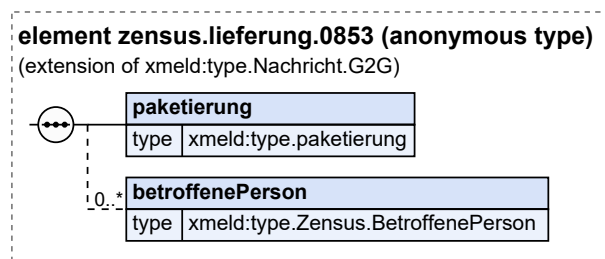 element zensus.lieferung.0853 (anonymous type)
(extension of xmeld:type.Nachricht.G2G)
paketierung
type xmeld:type.paketierung
0..*
betroffenePerson
type xmeld:type.Zensus.BetroffenePerson